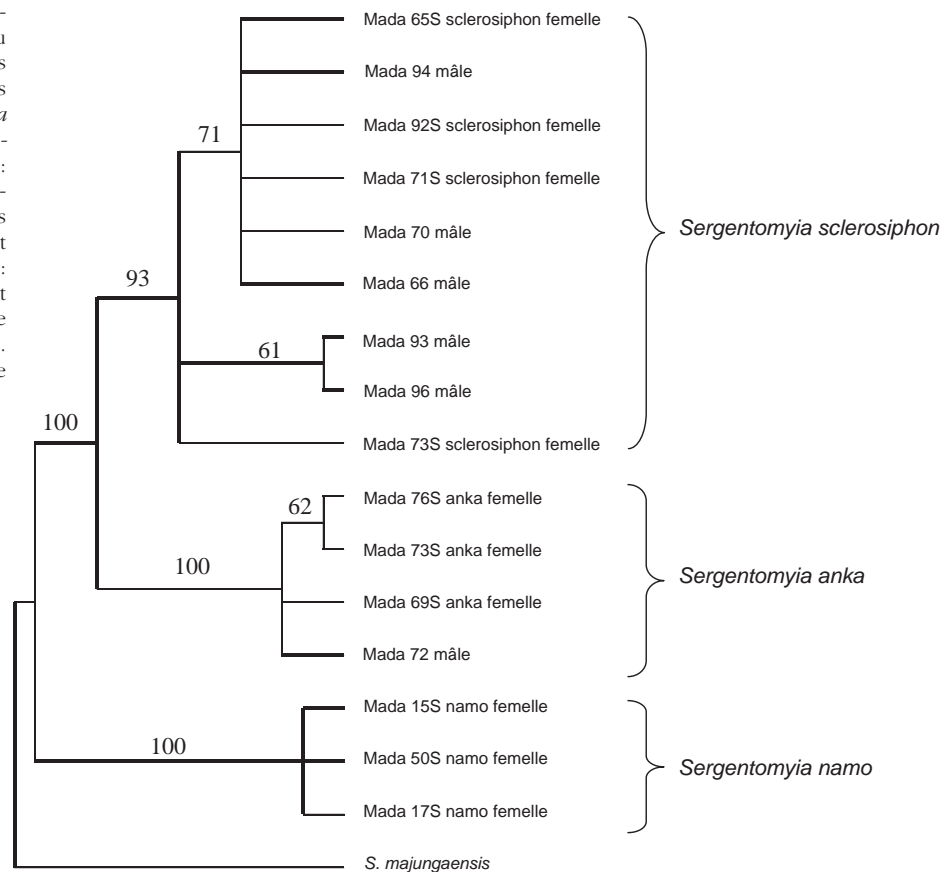 -
u
s
s
a
-
:
-
s
t
:
t
e
.
e
Mada 65S sclerosiphon femelle
Mada 94 mâle
Mada 92S sclerosiphon femelle
71
Mada 71S sclerosiphon femelle
Mada 70 mâle
Sergentomyia sclerosiphon
Mada 66 mâle
93
Mada 93 mâle
61
Mada 96 mâle
100
Mada 73S sclerosiphon femelle
Mada 76S anka femelle
62
Mada 73S anka femelle
100
Sergentomyia anka
Mada 69S anka femelle
Mada 72 mâle
Mada 15S namo femelle
100
Mada 50S namo femelle
Sergentomyia namo
Mada 17S namo femelle
S. majungaensis